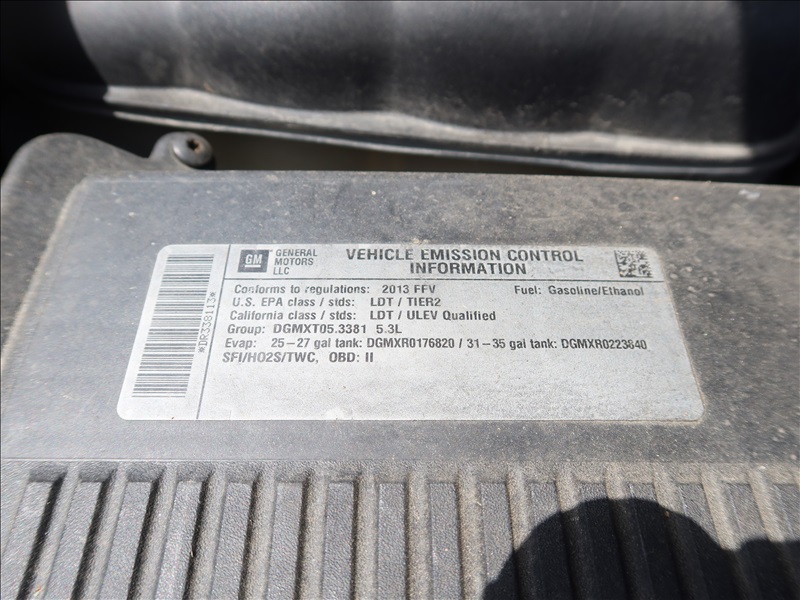 GM
GENERAL
MOTORS
LLC
VEHICLE EMISSION CONTROL
INFORMATION
Conforms to regulations: 2013 FFV Fuel: Gasoline/Ethanol
U.S. EPA class / stds: LDT / TIER2
California class / stds: LDT / ULEV Qualified
Group: DGMXT05.3381 5.3L
Evap: 25-27 gal tank: DGMXR0176820 / 31-35 gal tank: DGMXR0223840
SFI/HO2S/TWC, OBD: II
*DR338113*